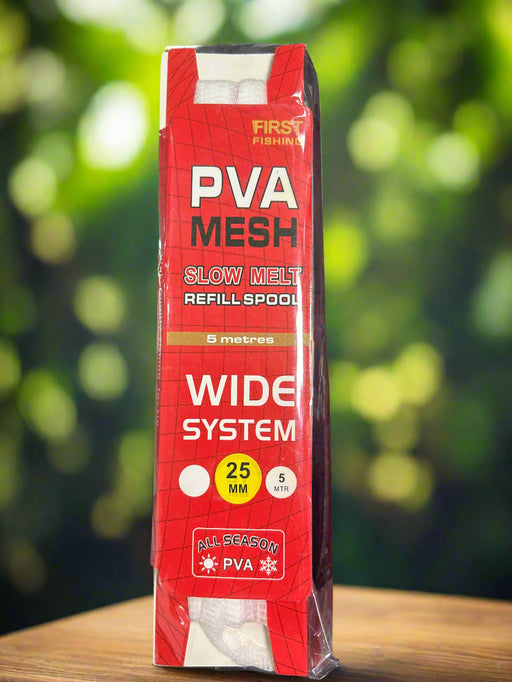 FIRST
FISHING
PVA
MESH
SLOW MELT
REFILL SPOOL
5 metres
WIDE
SYSTEM
25
MM
5
MTR
ALL SEASON
PVA